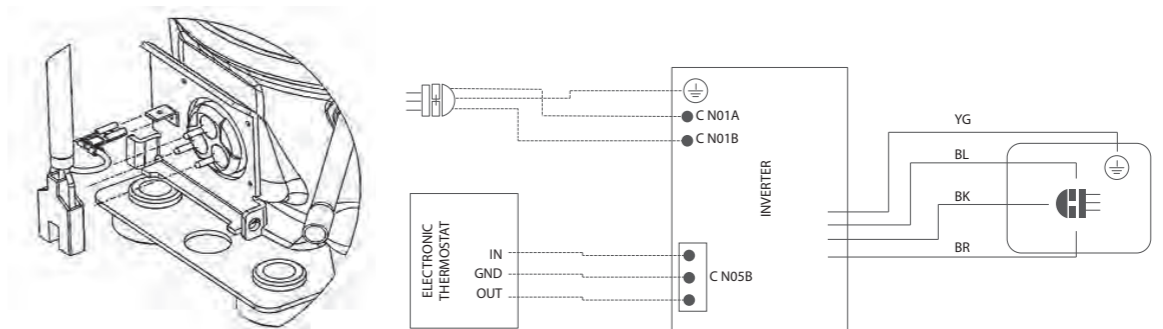 C N01A
C N01B
INVERTER
ELECTRONIC
THERMOSTAT
IN
GND
OUT
C N05B
YG
BL
BK
BR